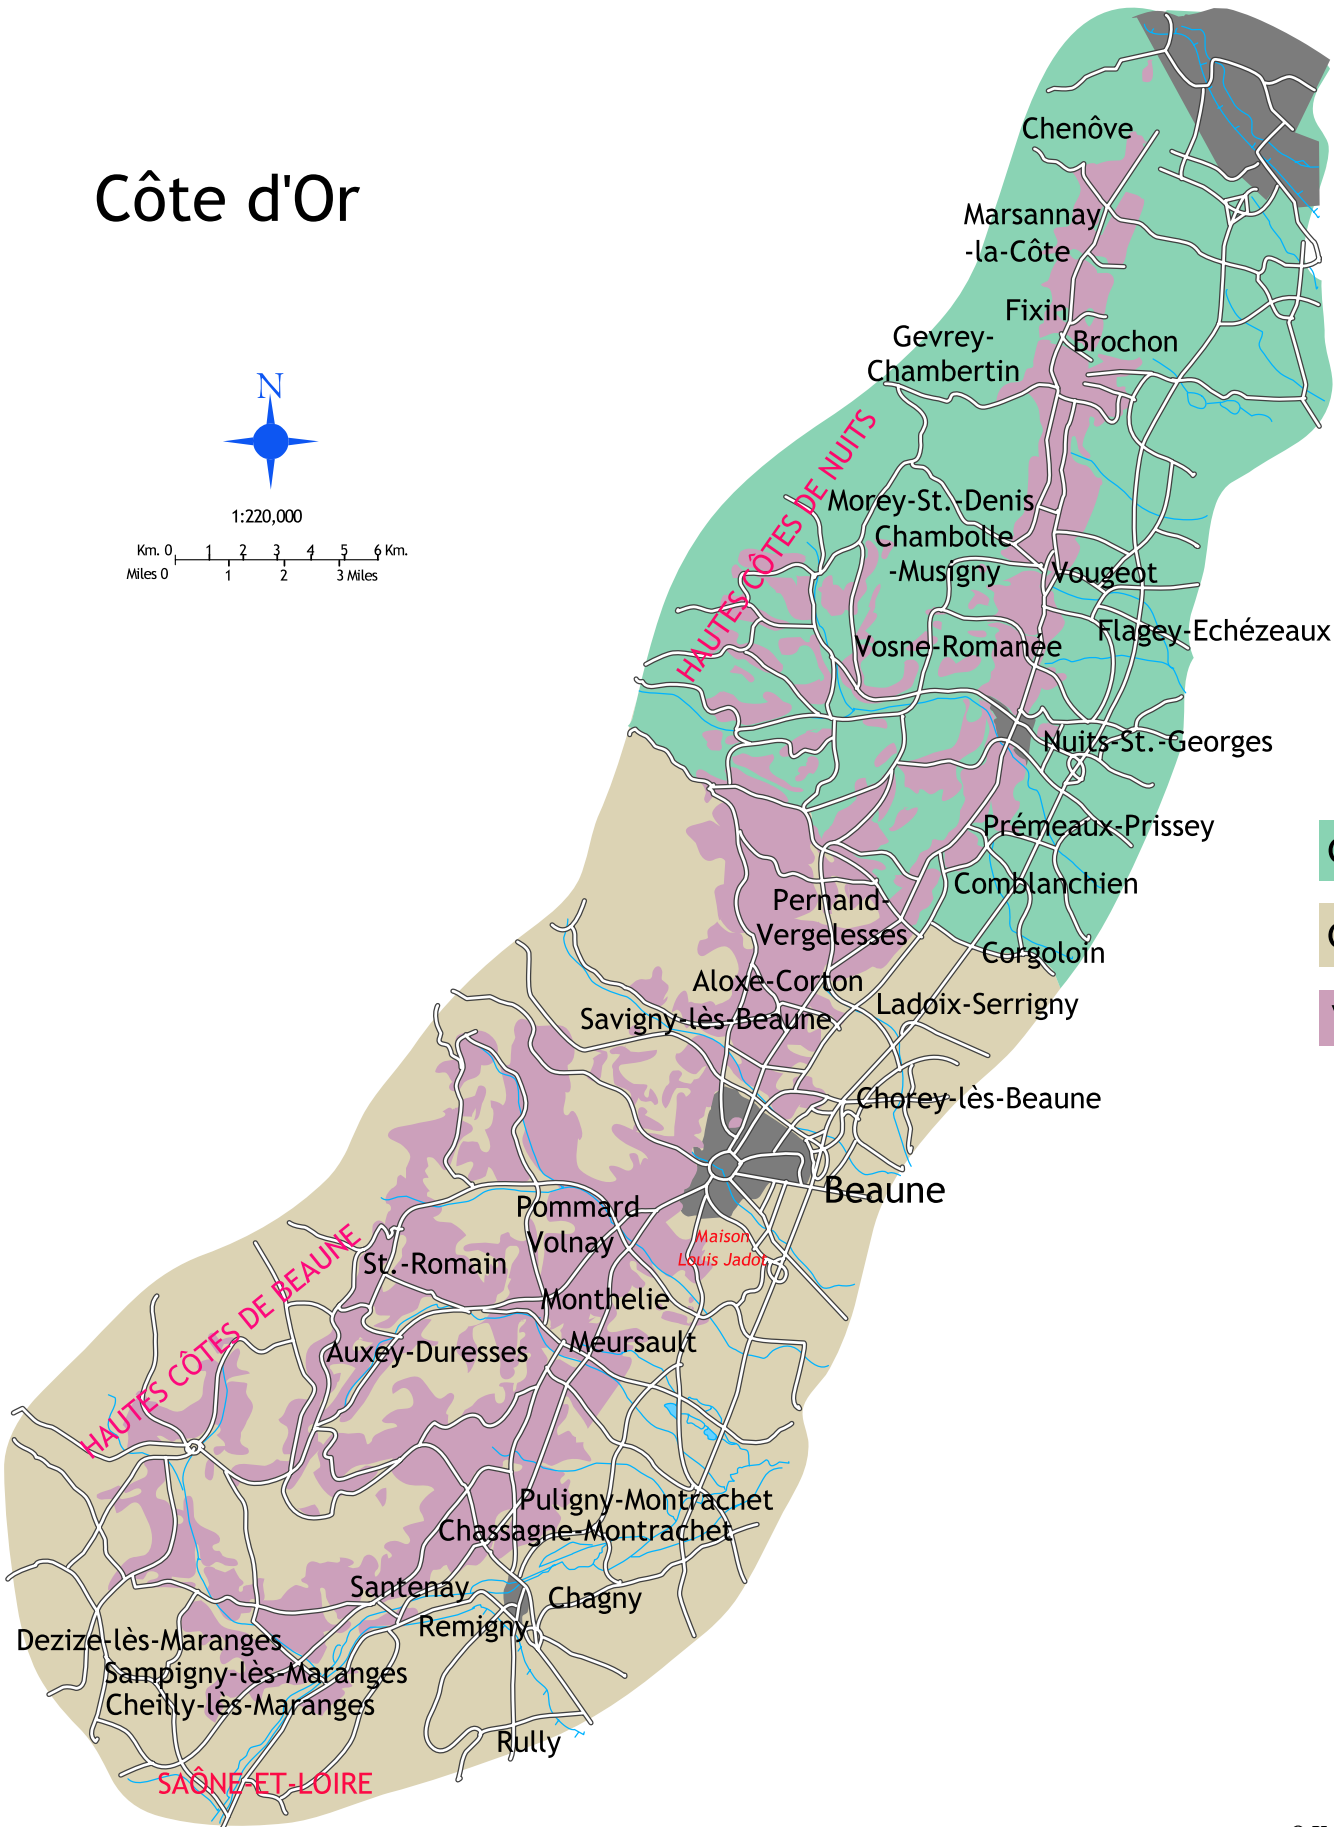 Côte d'Or
N
1:220,000
Km. 0 1 2 3 4 5 6 Km.
Miles 0 1 2 3 Miles
Chenôve
Marsannay
-la-Côte
Fixin
Gevrey-
Chambertin
Brochon
HAUTES CÔTES DE NUITS
Morey-St.-Denis
Chambolle
-Musigny
Vougeot
Flagey-Echézeaux
Vosne-Romanée
Nuits-St.-Georges
Prémeaux-Prissey
Comblanchien
Pernand-
Vergelesses
Corgoloin
Aloxe-Corton
Ladoix-Serrigny
Savigny-lès-Beaune
Chorey-lès-Beaune
Beaune
Pommard
Volnay
Maison
Louis Jadot
HAUTES CÔTES DE BEAUNE
St.-Romain
Monthelie
Meursault
Auxey-Duresses
Puligny-Montrachet
Chassagne-Montrachet
Santenay
Chagny
Remigny
Dezize-lès-Maranges
Sampigny-lès-Maranges
Cheilly-lès-Maranges
Rully
SAÔNE-ET-LOIRE